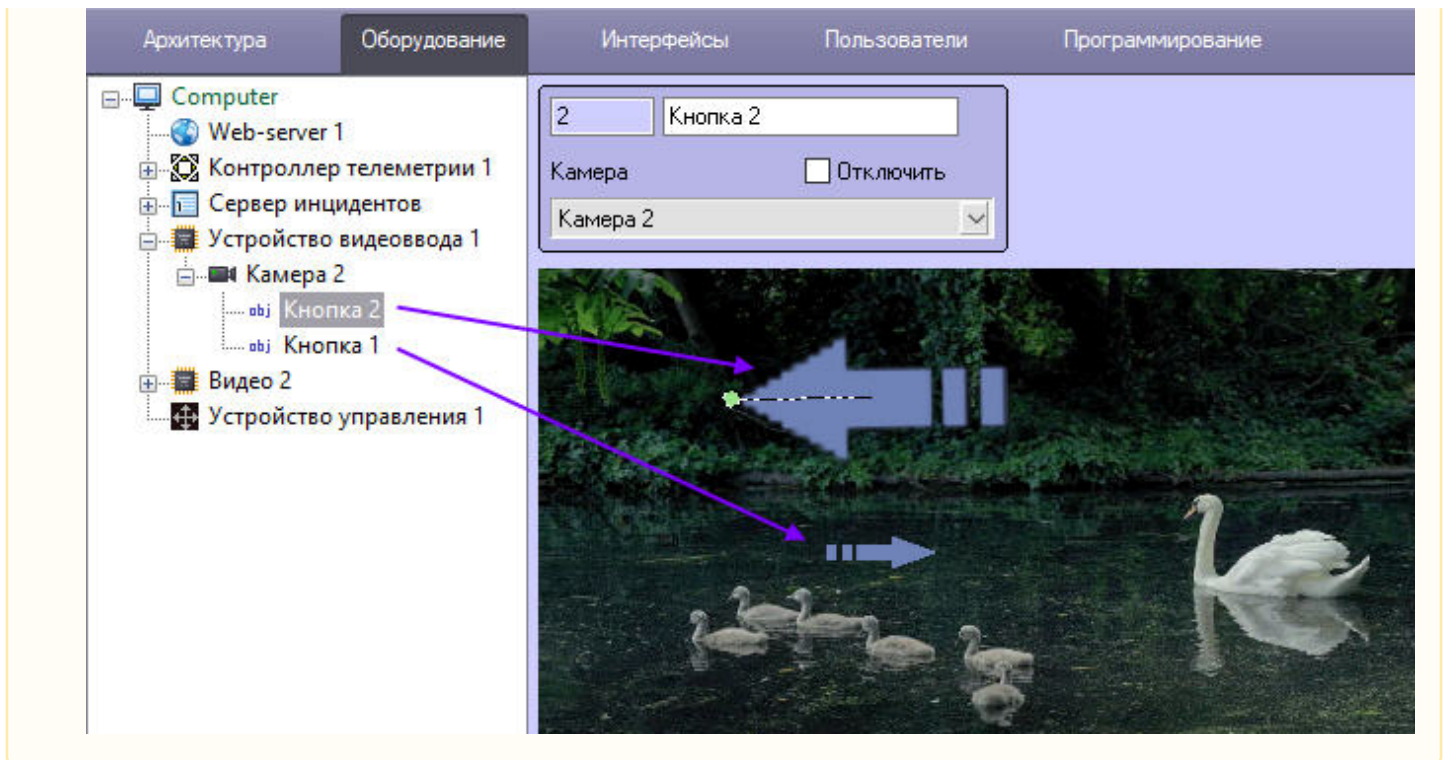 Архитектура Оборудование Интерфейсы Пользователи Программирование
Computer
Web-server 1
Контроллер телеметрии 1
Сервер инцидентов
Устройство видеоввода 1
Камера 2
obj Кнопка 2
obj Кнопка 1
Видео 2
Устройство управления 1
2 Кнопка 2
Камера Отключить
Камера 2